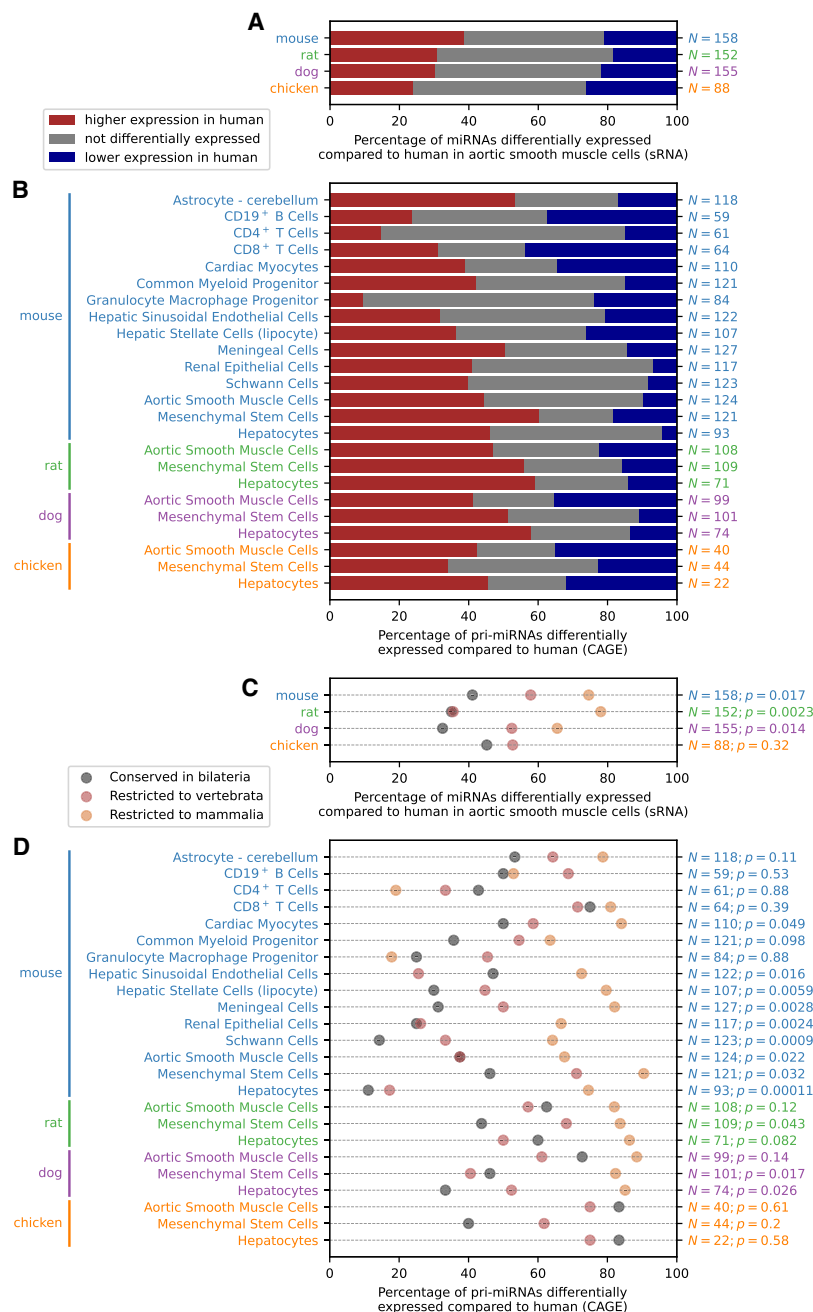 A
mouse N = 158
rat N = 152
dog N = 155
chicken N = 88
0 20 40 60 80 100
Percentage of miRNAs differentially expressed
compared to human in aortic smooth muscle cells (sRNA)
higher expression in human
not differentially expressed
lower expression in human
B
mouse
Astrocyte - cerebellum N = 118
CD19⁺ B Cells N = 59
CD4⁺ T Cells N = 61
CD8⁺ T Cells N = 64
Cardiac Myocytes N = 110
Common Myeloid Progenitor N = 121
Granulocyte Macrophage Progenitor N = 84
Hepatic Sinusoidal Endothelial Cells N = 122
Hepatic Stellate Cells (lipocyte) N = 107
Meningeal Cells N = 127
Renal Epithelial Cells N = 117
Schwann Cells N = 123
Aortic Smooth Muscle Cells N = 124
Mesenchymal Stem Cells N = 121
Hepatocytes N = 93
rat
Aortic Smooth Muscle Cells N = 108
Mesenchymal Stem Cells N = 109
Hepatocytes N = 71
dog
Aortic Smooth Muscle Cells N = 99
Mesenchymal Stem Cells N = 101
Hepatocytes N = 74
chicken
Aortic Smooth Muscle Cells N = 40
Mesenchymal Stem Cells N = 44
Hepatocytes N = 22
0 20 40 60 80 100
Percentage of pri-miRNAs differentially
expressed compared to human (CAGE)
C
mouse N = 158; p = 0.017
rat N = 152; p = 0.0023
dog N = 155; p = 0.014
chicken N = 88; p = 0.32
0 20 40 60 80 100
Percentage of miRNAs differentially expressed
compared to human in aortic smooth muscle cells (sRNA)
Conserved in bilateria
Restricted to vertebrata
Restricted to mammalia
D
mouse
Astrocyte - cerebellum N = 118; p = 0.11
CD19⁺ B Cells N = 59; p = 0.53
CD4⁺ T Cells N = 61; p = 0.88
CD8⁺ T Cells N = 64; p = 0.39
Cardiac Myocytes N = 110; p = 0.049
Common Myeloid Progenitor N = 121; p = 0.098
Granulocyte Macrophage Progenitor N = 84; p = 0.88
Hepatic Sinusoidal Endothelial Cells N = 122; p = 0.016
Hepatic Stellate Cells (lipocyte) N = 107; p = 0.0059
Meningeal Cells N = 127; p = 0.0028
Renal Epithelial Cells N = 117; p = 0.0024
Schwann Cells N = 123; p = 0.0009
Aortic Smooth Muscle Cells N = 124; p = 0.022
Mesenchymal Stem Cells N = 121; p = 0.032
Hepatocytes N = 93; p = 0.00011
rat
Aortic Smooth Muscle Cells N = 108; p = 0.12
Mesenchymal Stem Cells N = 109; p = 0.043
Hepatocytes N = 71; p = 0.082
dog
Aortic Smooth Muscle Cells N = 99; p = 0.14
Mesenchymal Stem Cells N = 101; p = 0.017
Hepatocytes N = 74; p = 0.026
chicken
Aortic Smooth Muscle Cells N = 40; p = 0.61
Mesenchymal Stem Cells N = 44; p = 0.2
Hepatocytes N = 22; p = 0.58
0 20 40 60 80 100
Percentage of pri-miRNAs differentially
expressed compared to human (CAGE)